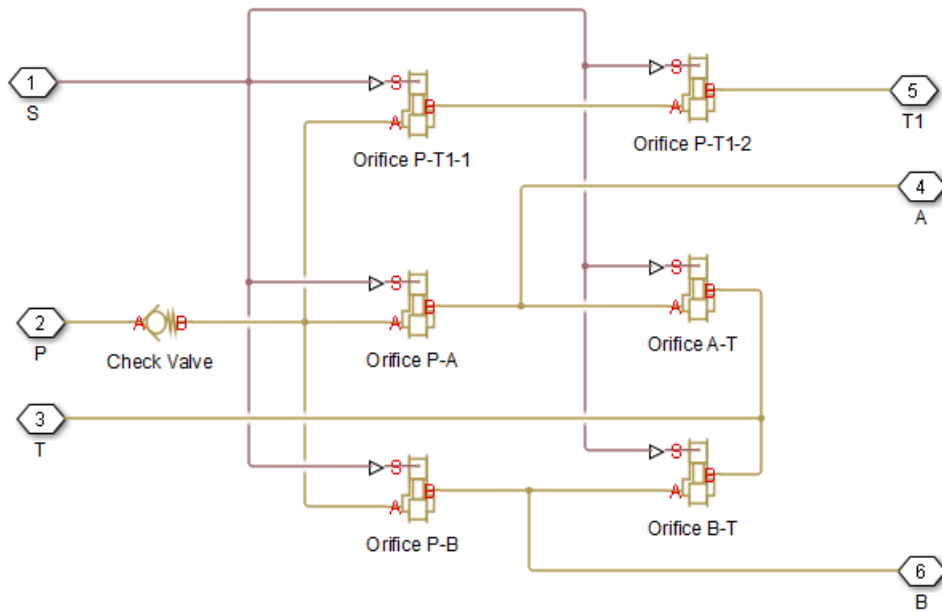 1
S
S
A
B
Orifice P-T1-1
S
A
B
Orifice P-T1-2
5
T1
4
A
2
P
A
B
Check Valve
S
A
B
Orifice P-A
S
A
B
Orifice A-T
3
T
S
A
B
Orifice P-B
S
A
B
Orifice B-T
6
B